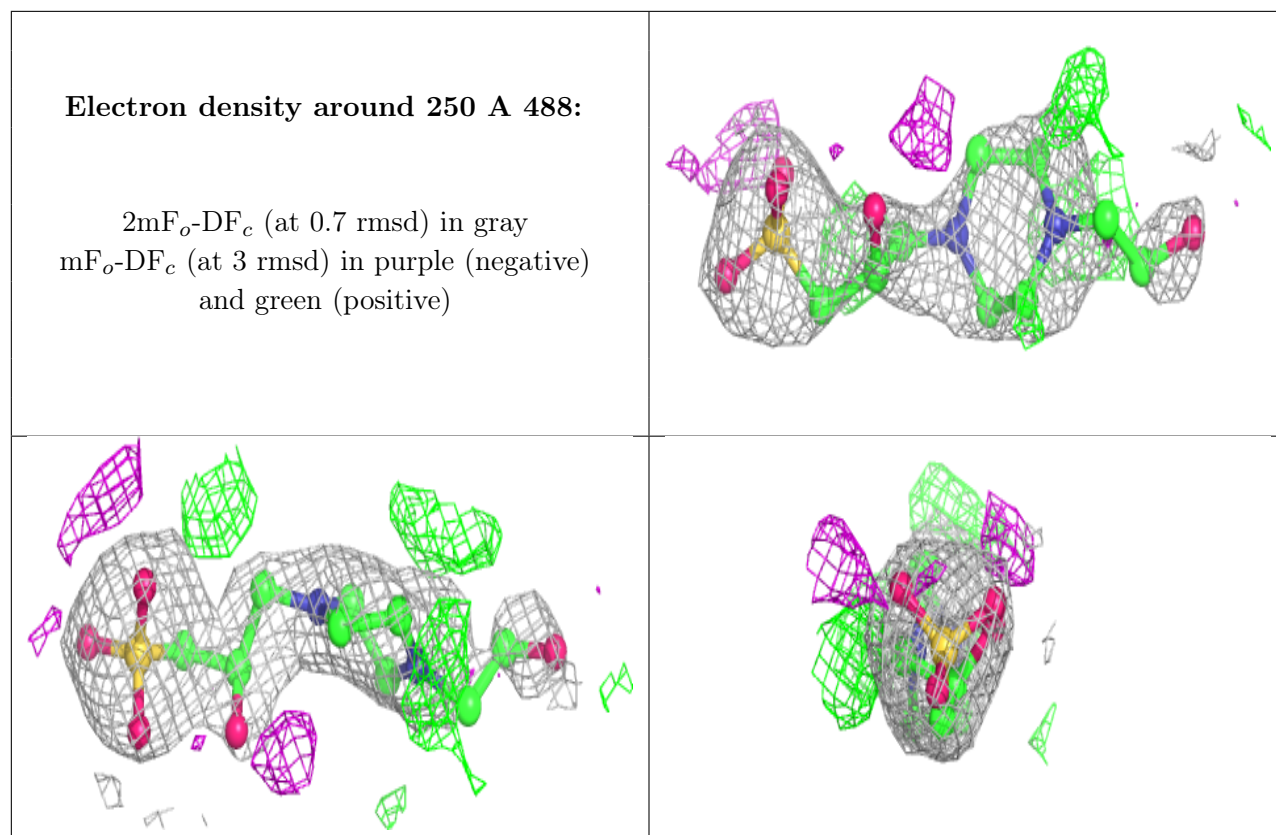 Electron density around 250 A 488:
2mFo-DFc (at 0.7 rmsd) in gray
mFo-DFc (at 3 rmsd) in purple (negative)
and green (positive)